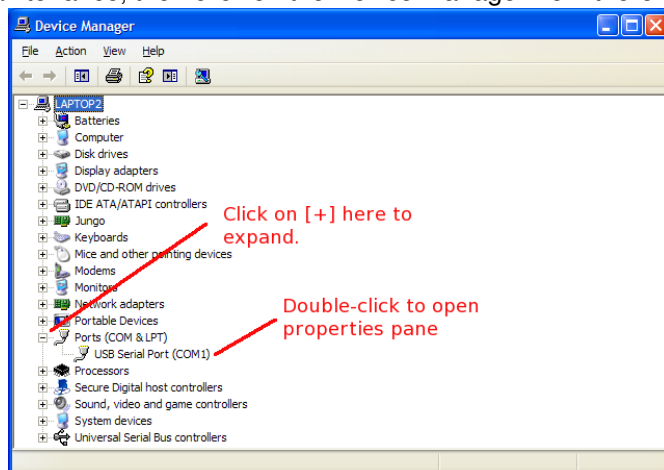 Device Manager
File Action View Help
LAPTOP2
Batteries
Computer
Disk drives
Display adapters
DVD/CD-ROM drives
IDE ATA/ATAPI controllers
Jungo
Click on [+] here to
Keyboards
expand.
Mice and other pointing devices
Modems
Monitors
Network adapters
Double-click to open
Portable Devices
properties pane
Ports (COM & LPT)
USB Serial Port (COM1)
Processors
Secure Digital host controllers
Sound, video and game controllers
System devices
Universal Serial Bus controllers